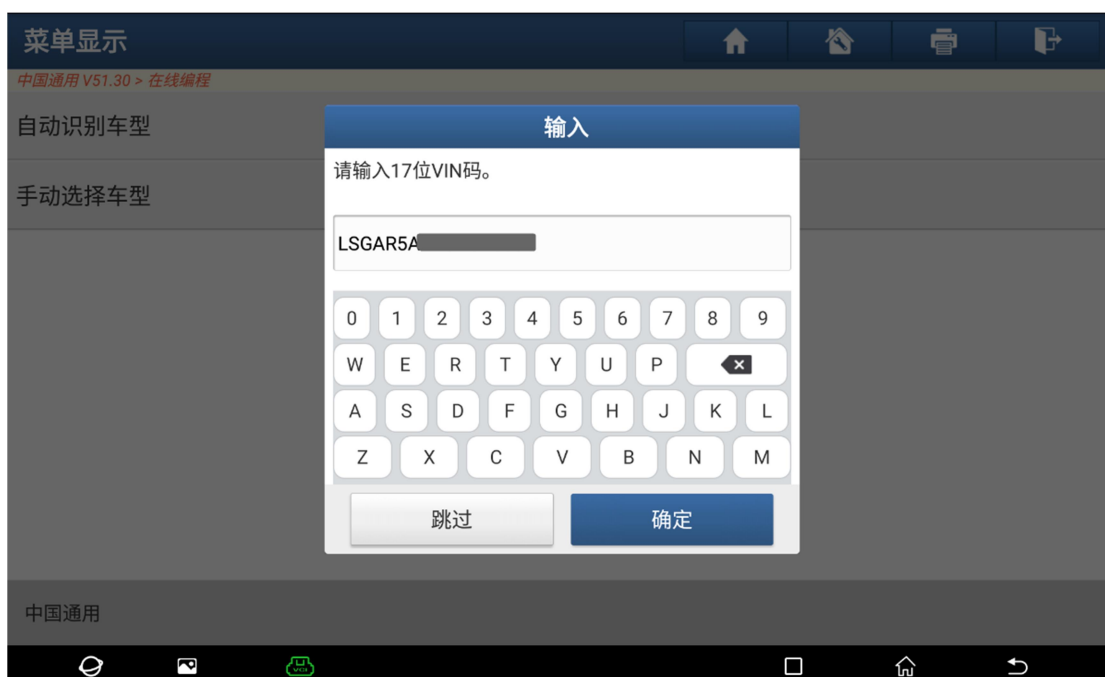 菜单显示
中国通用 V51.30 > 在线编程
自动识别车型
手动选择车型
输入
请输入17位VIN码。
LSGAR5A
0 1 2 3 4 5 6 7 8 9
W E R T Y U P
A S D F G H J K L
Z X C V B N M
跳过 确定
中国通用
VCI